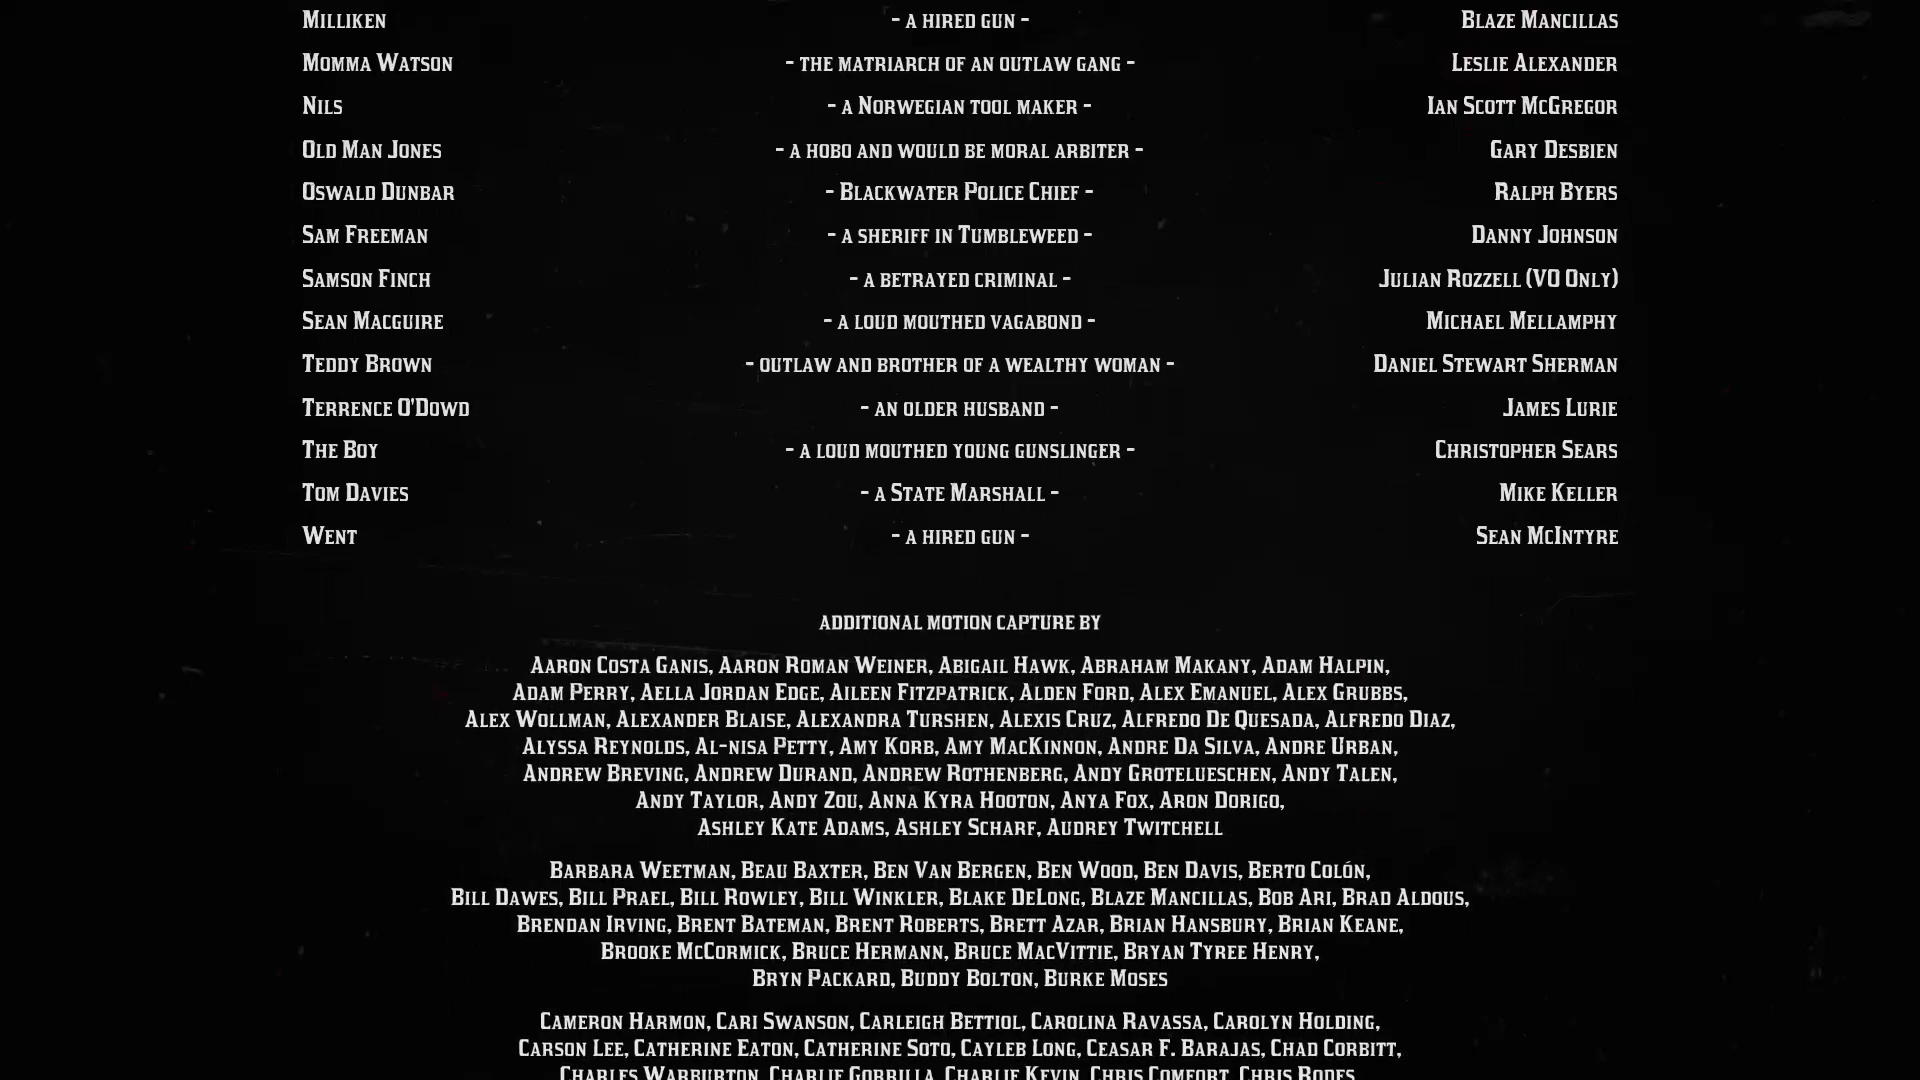 Milliken - a hired gun - Blaze Mancillas
Momma Watson - the matriarch of an outlaw gang - Leslie Alexander
Nils - a Norwegian tool maker - Ian Scott McGregor
Old Man Jones - a hobo and would be moral arbiter - Gary Desbien
Oswald Dunbar - Blackwater Police Chief - Ralph Byers
Sam Freeman - a sheriff in Tumbleweed - Danny Johnson
Samson Finch - a betrayed criminal - Julian Rozzell (VO Only)
Sean Macguire - a loud mouthed vagabond - Michael Mellamphy
Teddy Brown - outlaw and brother of a wealthy woman - Daniel Stewart Sherman
Terrence O'Dowd - an older husband - James Lurie
The Boy - a loud mouthed young gunslinger - Christopher Sears
Tom Davies - a State Marshall - Mike Keller
Went - a hired gun - Sean McIntyre
additional motion capture by
Aaron Costa Ganis, Aaron Roman Weiner, Abigail Hawk, Abraham Makany, Adam Halpin,
Adam Perry, Aella Jordan Edge, Aileen Fitzpatrick, Alden Ford, Alex Emanuel, Alex Grubbs,
Alex Wollman, Alexander Blaise, Alexandra Turshen, Alexis Cruz, Alfredo De Quesada, Alfredo Diaz,
Alyssa Reynolds, Al-nisa Petty, Amy Korb, Amy MacKinnon, Andre Da Silva, Andre Urban,
Andrew Breving, Andrew Durand, Andrew Rothenberg, Andy Grotelueschen, Andy Talen,
Andy Taylor, Andy Zou, Anna Kyra Hooton, Anya Fox, Aron Dorigo,
Ashley Kate Adams, Ashley Scharf, Audrey Twitchell
Barbara Weetman, Beau Baxter, Ben Van Bergen, Ben Wood, Ben Davis, Berto Colón,
Bill Dawes, Bill Prael, Bill Rowley, Bill Winkler, Blake DeLong, Blaze Mancillas, Bob Ari, Brad Aldous,
Brendan Irving, Brent Bateman, Brent Roberts, Brett Azar, Brian Hansbury, Brian Keane,
Brooke McCormick, Bruce Hermann, Bruce MacVittie, Bryan Tyree Henry,
Bryn Packard, Buddy Bolton, Burke Moses
Cameron Harmon, Cari Swanson, Carleigh Bettiol, Carolina Ravassa, Carolyn Holding,
Carson Lee, Catherine Eaton, Catherine Soto, Cayleb Long, Ceasar F. Barajas, Chad Corbitt,
Charles Warburton, Charlie Gorrilla, Charlie Kevin, Chris Comfort, Chris Rodes,